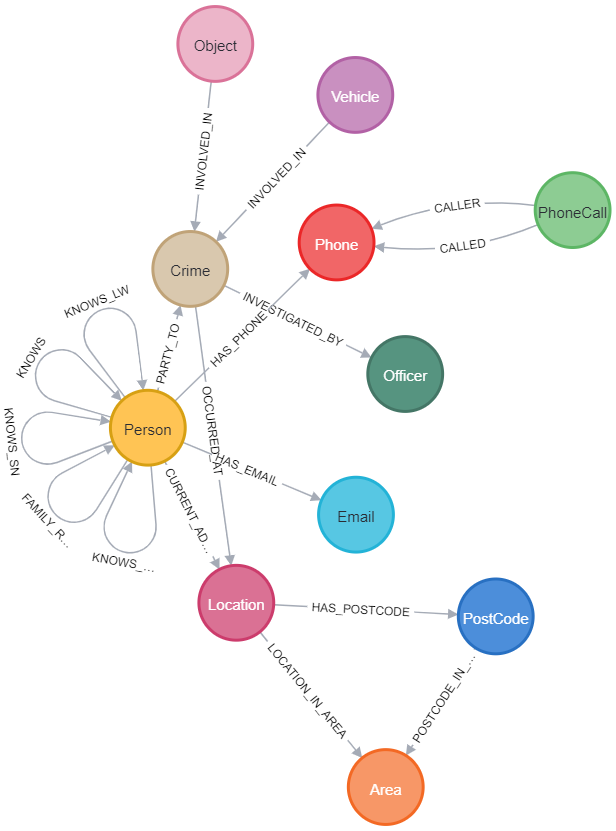 Object
Vehicle
INVOLVED_IN
INVOLVED_IN
PhoneCall
CALLER
CALLED
Phone
Crime
KNOWS_LW
INVESTIGATED_BY
HAS_PHONE
PARTY_TO
KNOWS
Officer
OCCURRED_AT
Person
KNOWS_SN
HAS_EMAIL
CURRENT_AD...
FAMILY_R...
Email
KNOWS_...
Location
HAS_POSTCODE
PostCode
LOCATION_IN_AREA
POSTCODE_IN_...
Area